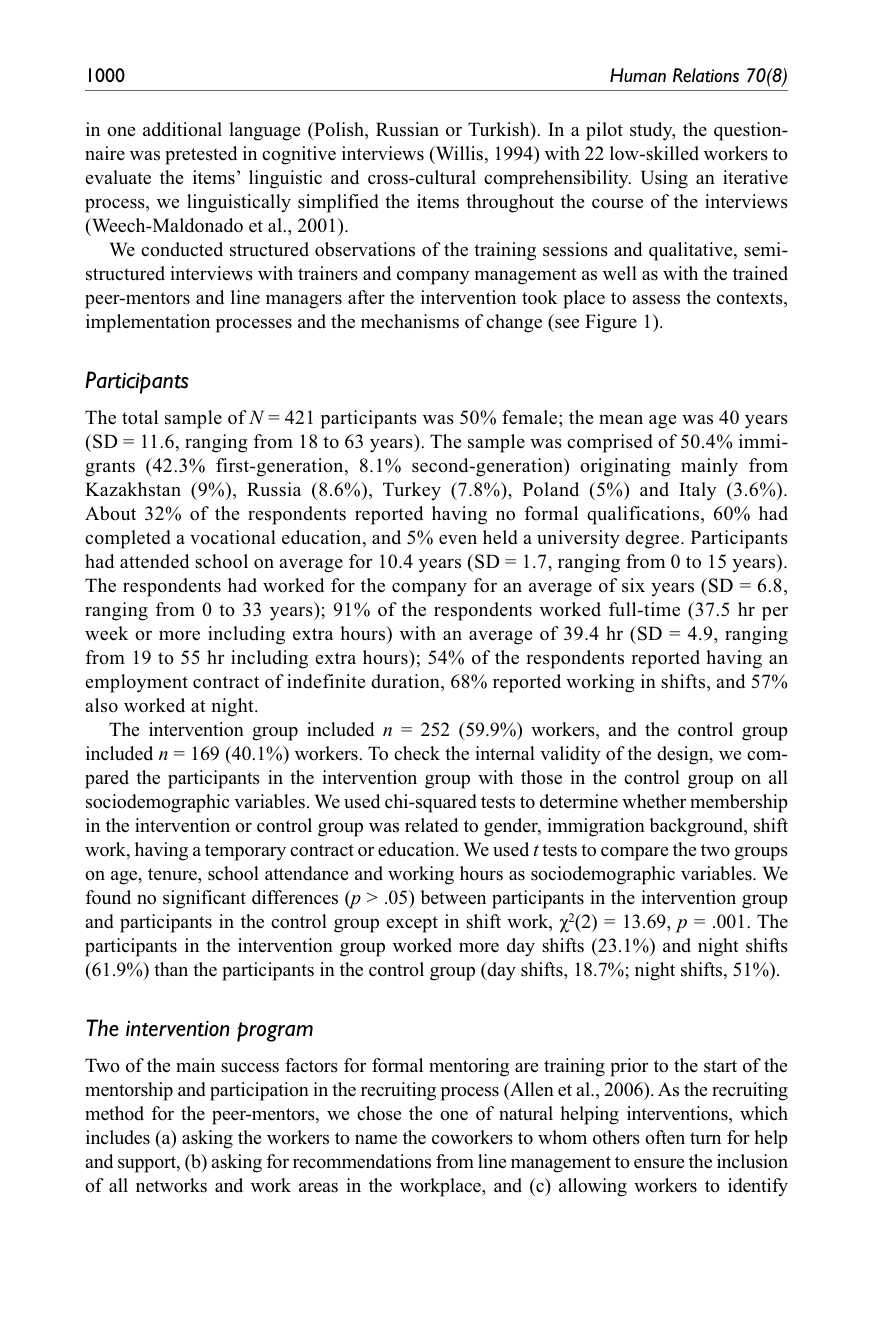 1000
Human Relations 70(8)
in one additional language (Polish, Russian or Turkish). In a pilot study, the question-
naire was pretested in cognitive interviews (Willis, 1994) with 22 low-skilled workers to
evaluate the items’ linguistic and cross-cultural comprehensibility. Using an iterative
process, we linguistically simplified the items throughout the course of the interviews
(Weech-Maldonado et al., 2001).
We conducted structured observations of the training sessions and qualitative, semi-
structured interviews with trainers and company management as well as with the trained
peer-mentors and line managers after the intervention took place to assess the contexts,
implementation processes and the mechanisms of change (see Figure 1).
Participants
The total sample of N = 421 participants was 50% female; the mean age was 40 years
(SD = 11.6, ranging from 18 to 63 years). The sample was comprised of 50.4% immi-
grants (42.3% first-generation, 8.1% second-generation) originating mainly from
Kazakhstan (9%), Russia (8.6%), Turkey (7.8%), Poland (5%) and Italy (3.6%).
About 32% of the respondents reported having no formal qualifications, 60% had
completed a vocational education, and 5% even held a university degree. Participants
had attended school on average for 10.4 years (SD = 1.7, ranging from 0 to 15 years).
The respondents had worked for the company for an average of six years (SD = 6.8,
ranging from 0 to 33 years); 91% of the respondents worked full-time (37.5 hr per
week or more including extra hours) with an average of 39.4 hr (SD = 4.9, ranging
from 19 to 55 hr including extra hours); 54% of the respondents reported having an
employment contract of indefinite duration, 68% reported working in shifts, and 57%
also worked at night.
The intervention group included n = 252 (59.9%) workers, and the control group
included n = 169 (40.1%) workers. To check the internal validity of the design, we com-
pared the participants in the intervention group with those in the control group on all
sociodemographic variables. We used chi-squared tests to determine whether membership
in the intervention or control group was related to gender, immigration background, shift
work, having a temporary contract or education. We used t tests to compare the two groups
on age, tenure, school attendance and working hours as sociodemographic variables. We
found no significant differences (p > .05) between participants in the intervention group
and participants in the control group except in shift work, χ²(2) = 13.69, p = .001. The
participants in the intervention group worked more day shifts (23.1%) and night shifts
(61.9%) than the participants in the control group (day shifts, 18.7%; night shifts, 51%).
The intervention program
Two of the main success factors for formal mentoring are training prior to the start of the
mentorship and participation in the recruiting process (Allen et al., 2006). As the recruiting
method for the peer-mentors, we chose the one of natural helping interventions, which
includes (a) asking the workers to name the coworkers to whom others often turn for help
and support, (b) asking for recommendations from line management to ensure the inclusion
of all networks and work areas in the workplace, and (c) allowing workers to identify